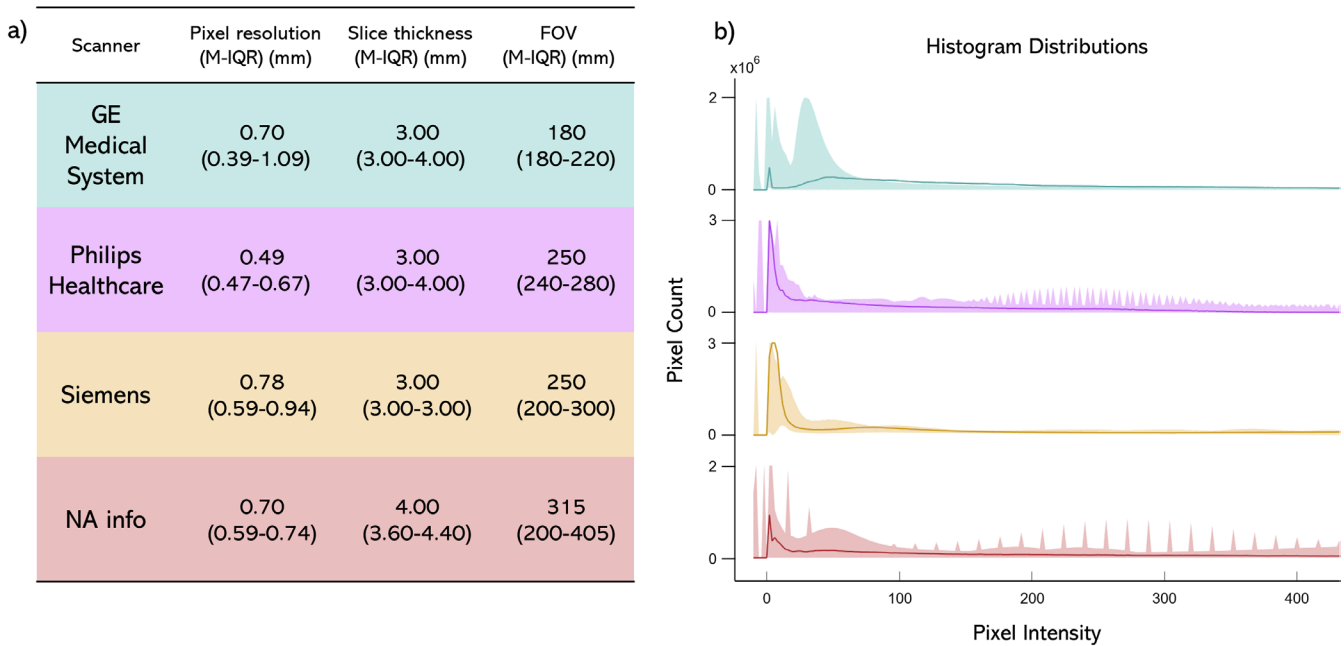 a)
Scanner
Pixel resolution
(M-IQR) (mm)
Slice thickness
(M-IQR) (mm)
FOV
(M-IQR) (mm)
GE
Medical
System
0.70
(0.39-1.09)
3.00
(3.00-4.00)
180
(180-220)
Philips
Healthcare
0.49
(0.47-0.67)
3.00
(3.00-4.00)
250
(240-280)
Siemens
0.78
(0.59-0.94)
3.00
(3.00-3.00)
250
(200-300)
NA info
0.70
(0.59-0.74)
4.00
(3.60-4.40)
315
(200-405)
b)
Histogram Distributions
x10⁶
2
0
3
0
3
0
2
0
Pixel Count
0 100 200 300 400
Pixel Intensity